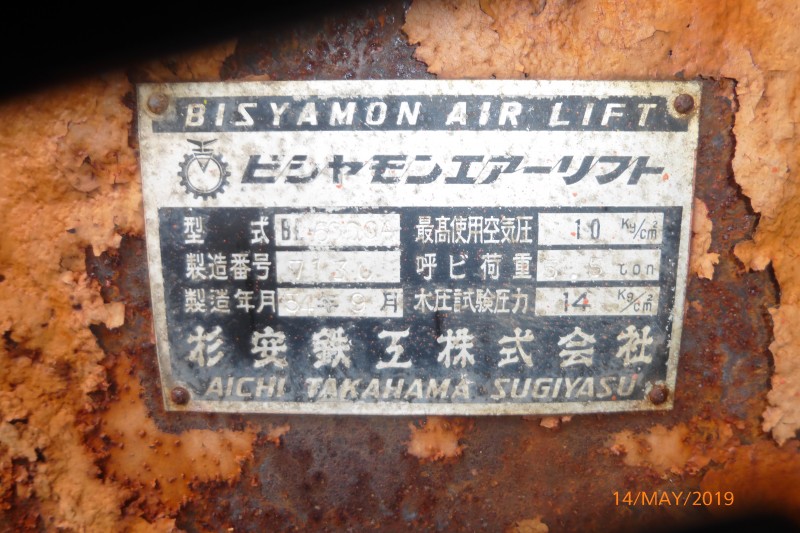 BISYAMON AIR LIFT
ビシヤモンエアーリフト
型式 最高使用空気圧 10 Kg/cm²
製造番号 呼ビ荷重 ton
製造年月 年9月 水圧試験圧力 14 Kg/cm²
杉安鉄工株式会社
AICHI TAKAHAMA SUGIYASU
14/MAY/2019